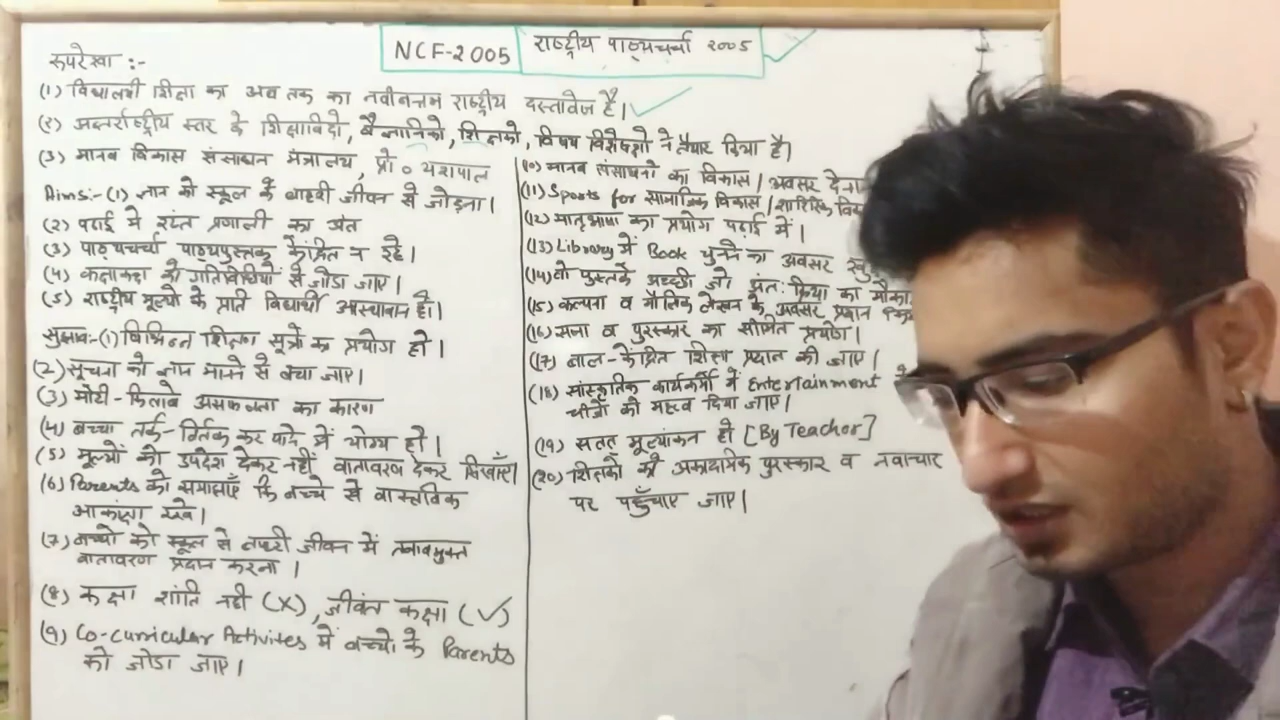 NCF-2005 राष्ट्रीय पाठ्यचर्चा 2005
रुपरेखा :-
(1) विद्यालयी शिक्षा का अब तक का नवीनत्तम राष्ट्रीय दस्तावेज है।
(२) अन्तर्राष्ट्रीय स्तर के शिक्षाविदो, वैज्ञानिको, शिक्षको, विषय विशेषज्ञो ने तैयार किया है।
(3) मानव विकास संसाधन मंत्रालय, प्रो० यशपाल
Aims:- (1) ज्ञान को स्कूल के बाहरी जीवन से जोड़ना।
(2) पढाई मे रटंत प्रणाली का अंत
(3) पाठ्यचर्चा पाठ्यपुस्तक केंद्रित न रहे।
(4) कक्षाकक्ष को गतिविधियों से जोडा जाए।
(5) राष्ट्रीय मूल्यो के प्रति विद्यार्थी आस्थावान हो।
सुझाव:- (1) विभिन्न शिक्षण सूत्रो का प्रयोग हो।
(2) सूचना को ज्ञान मानने से बचा जाए।
(3) मोटी-किताबे असफलता का कारण
(4) बच्चा तर्क-वितर्क कर पाने में योग्य हो।
(5) मूल्यों को उपदेश देकर नहीं वातावरण देकर सिखाएँ।
(6) Parents को समझाएँ कि बच्चे से वास्तविक
आकांक्षा रखे।
(7) बच्चो को स्कूल से बाहरी जीवन में तनावमुक्त
वातावरण प्रदान करना।
(8) कक्षा शांति नही (X), जीवंत कक्षा (✓)
(9) Co-curricular Activites में बच्चो के Parents
को जोडा जाए।
(10) मानव संसाधनो का विकास / अवसर देना
(11) Sports for सामाजिक विकास / शारिरिक
(12) मातृभाषा का प्रयोग पढ़ाई में।
(13) Library में Book चुनने का अवसर
(14) वो पुस्तके अच्छी जो अंत:क्रिया का मौका
(15) कल्पना व मौलिक लेखन के अवसर प्रदान
(16) सजा व पुरस्कार का सीमित प्रयोग।
(17) बाल-केंद्रित शिक्षा प्रदान की जाए।
(18) सांस्कृतिक कार्यक्रमो में Entertainment
चीजों को महत्व दिया जाए।
(19) सतत मूल्यांकन हो [By Teacher]
(20) शिक्षको को अकादमिक पुरस्कार व नवाचार
पर पहुँचाए जाए।